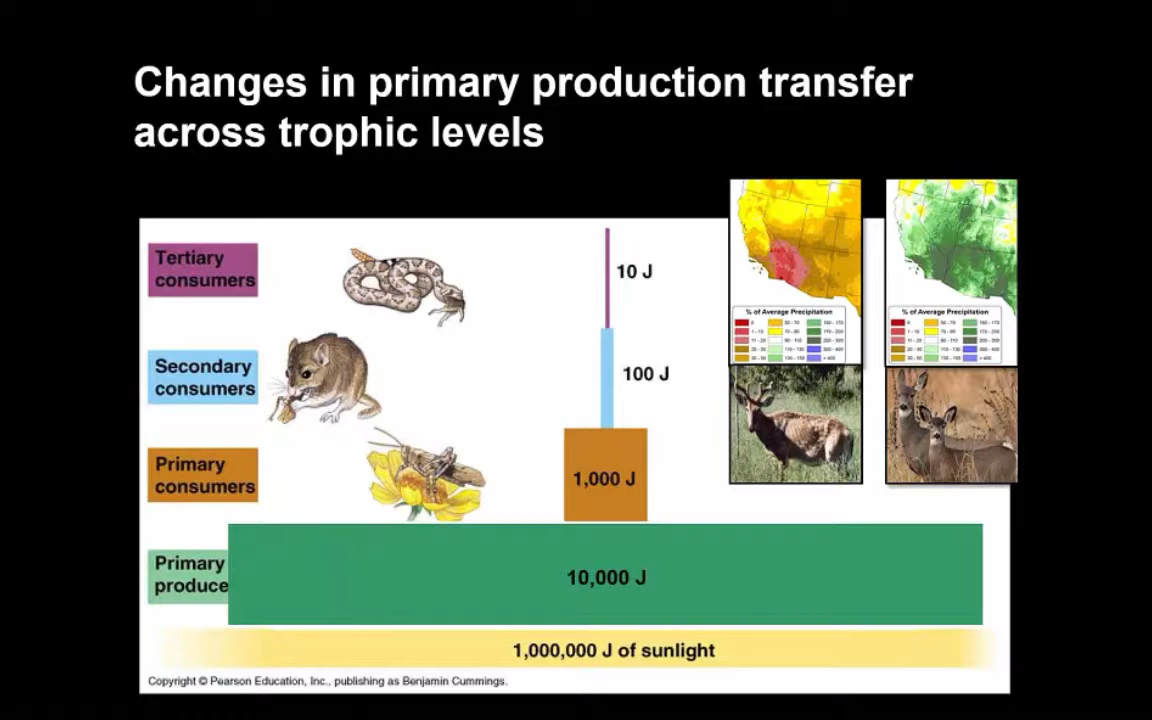 Changes in primary production transfer
across trophic levels
Tertiary
consumers
10 J
Secondary
consumers
100 J
Primary
consumers
1,000 J
Primary
produce
10,000 J
1,000,000 J of sunlight
Copyright © Pearson Education, Inc., publishing as Benjamin Cummings.
% of Average Precipitation
% of Average Precipitation